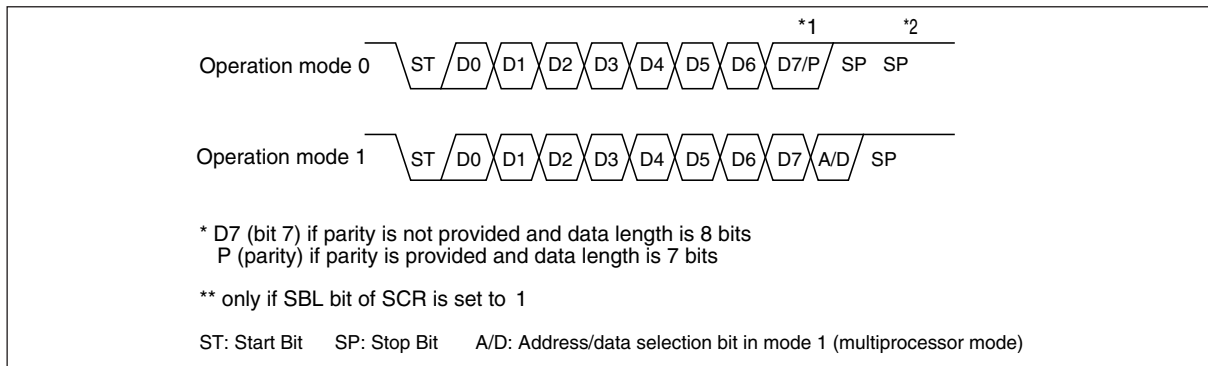 *1 *2
Operation mode 0 ST D0 D1 D2 D3 D4 D5 D6 D7/P SP SP
Operation mode 1 ST D0 D1 D2 D3 D4 D5 D6 D7 A/D SP
* D7 (bit 7) if parity is not provided and data length is 8 bits
P (parity) if parity is provided and data length is 7 bits
** only if SBL bit of SCR is set to 1
ST: Start Bit SP: Stop Bit A/D: Address/data selection bit in mode 1 (multiprocessor mode)